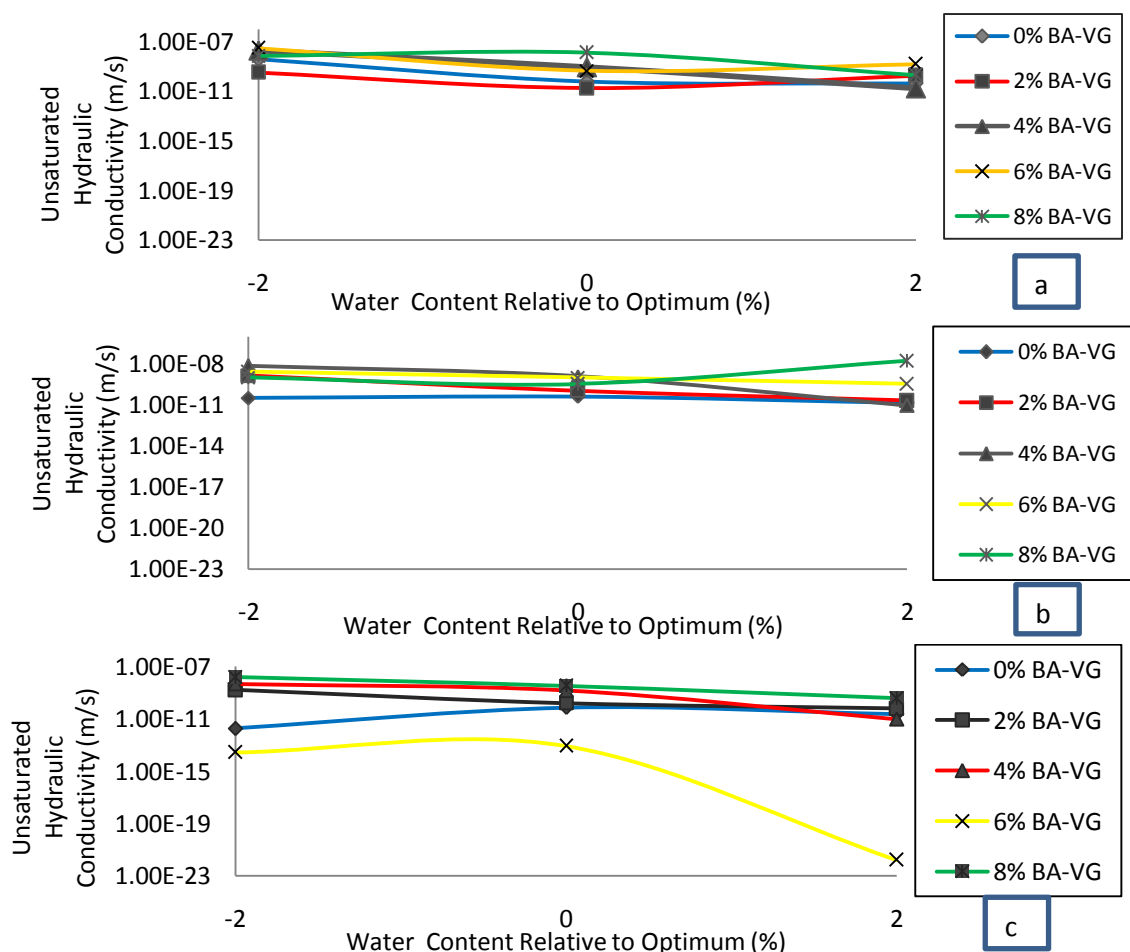 Unsaturated
Hydraulic
Conductivity (m/s)
1.00E-07
1.00E-11
1.00E-15
1.00E-19
1.00E-23
-2
0
2
Water Content Relative to Optimum (%)
0% BA-VG
2% BA-VG
4% BA-VG
6% BA-VG
8% BA-VG
a
Unsaturated
Hydraulic
Conductivity (m/s)
1.00E-08
1.00E-11
1.00E-14
1.00E-17
1.00E-20
1.00E-23
-2
0
2
Water Content Relative to Optimum (%)
0% BA-VG
2% BA-VG
4% BA-VG
6% BA-VG
8% BA-VG
b
Unsaturated
Hydraulic
Conductivity (m/s)
1.00E-07
1.00E-11
1.00E-15
1.00E-19
1.00E-23
-2
0
2
Water Content Relative to Optimum (%)
0% BA-VG
2% BA-VG
4% BA-VG
6% BA-VG
8% BA-VG
c